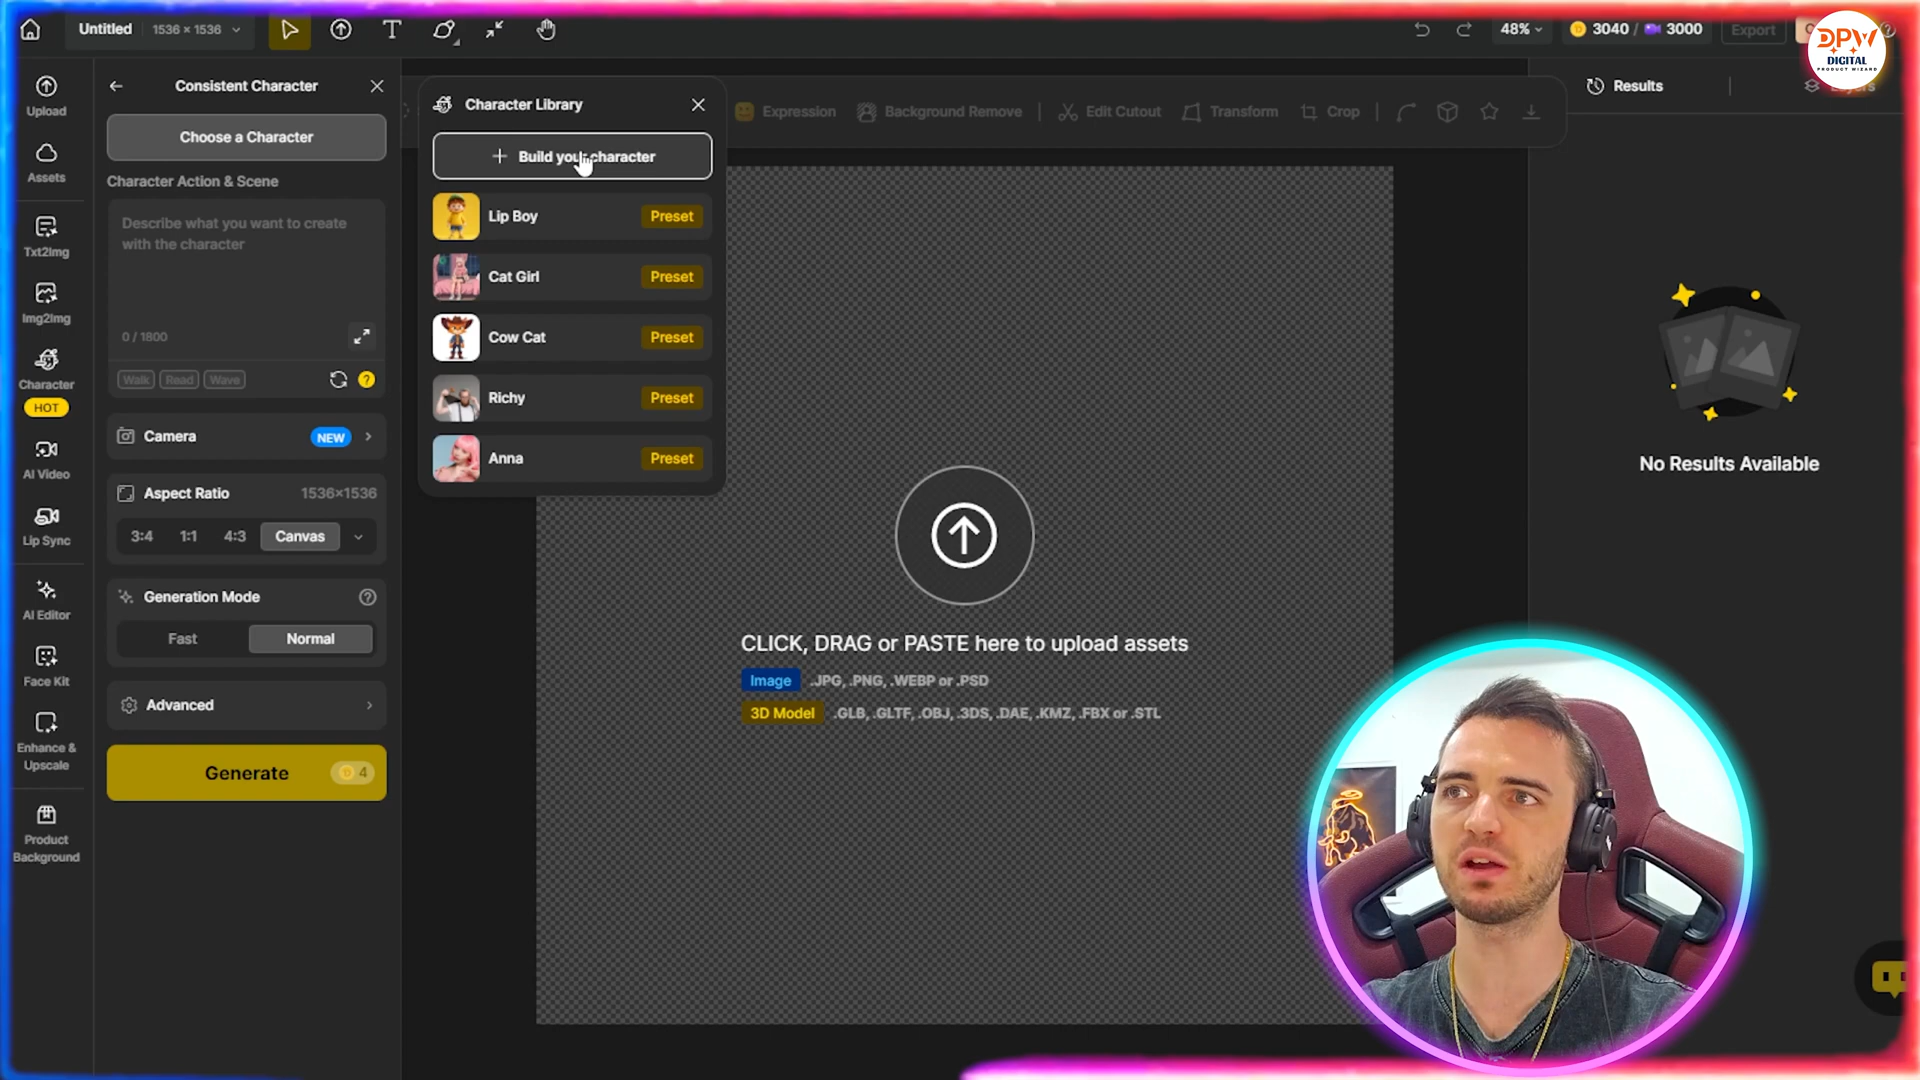 Untitled 1536 × 1536
T
48%
3040 / 3000
Export
DPW
DIGITAL
PRODUCT WIZARD
Upload
Assets
Txt2Img
Img2Img
Character
HOT
AI Video
Lip Sync
AI Editor
Face Kit
Enhance &
Upscale
Product
Background
Consistent Character
Choose a Character
Character Action & Scene
Describe what you want to create
with the character
0 / 1800
Walk Read Wave
?
Camera NEW
Aspect Ratio 1536×1536
3:4 1:1 4:3 Canvas
Generation Mode ?
Fast Normal
Advanced
Generate 4
Character Library
Build your character
Lip Boy Preset
Cat Girl Preset
Cow Cat Preset
Richy Preset
Anna Preset
Expression Background Remove Edit Cutout Transform Crop
CLICK, DRAG or PASTE here to upload assets
Image .JPG, .PNG, .WEBP or .PSD
3D Model .GLB, .GLTF, .OBJ, .3DS, .DAE, .KMZ, .FBX or .STL
Results Layers
No Results Available